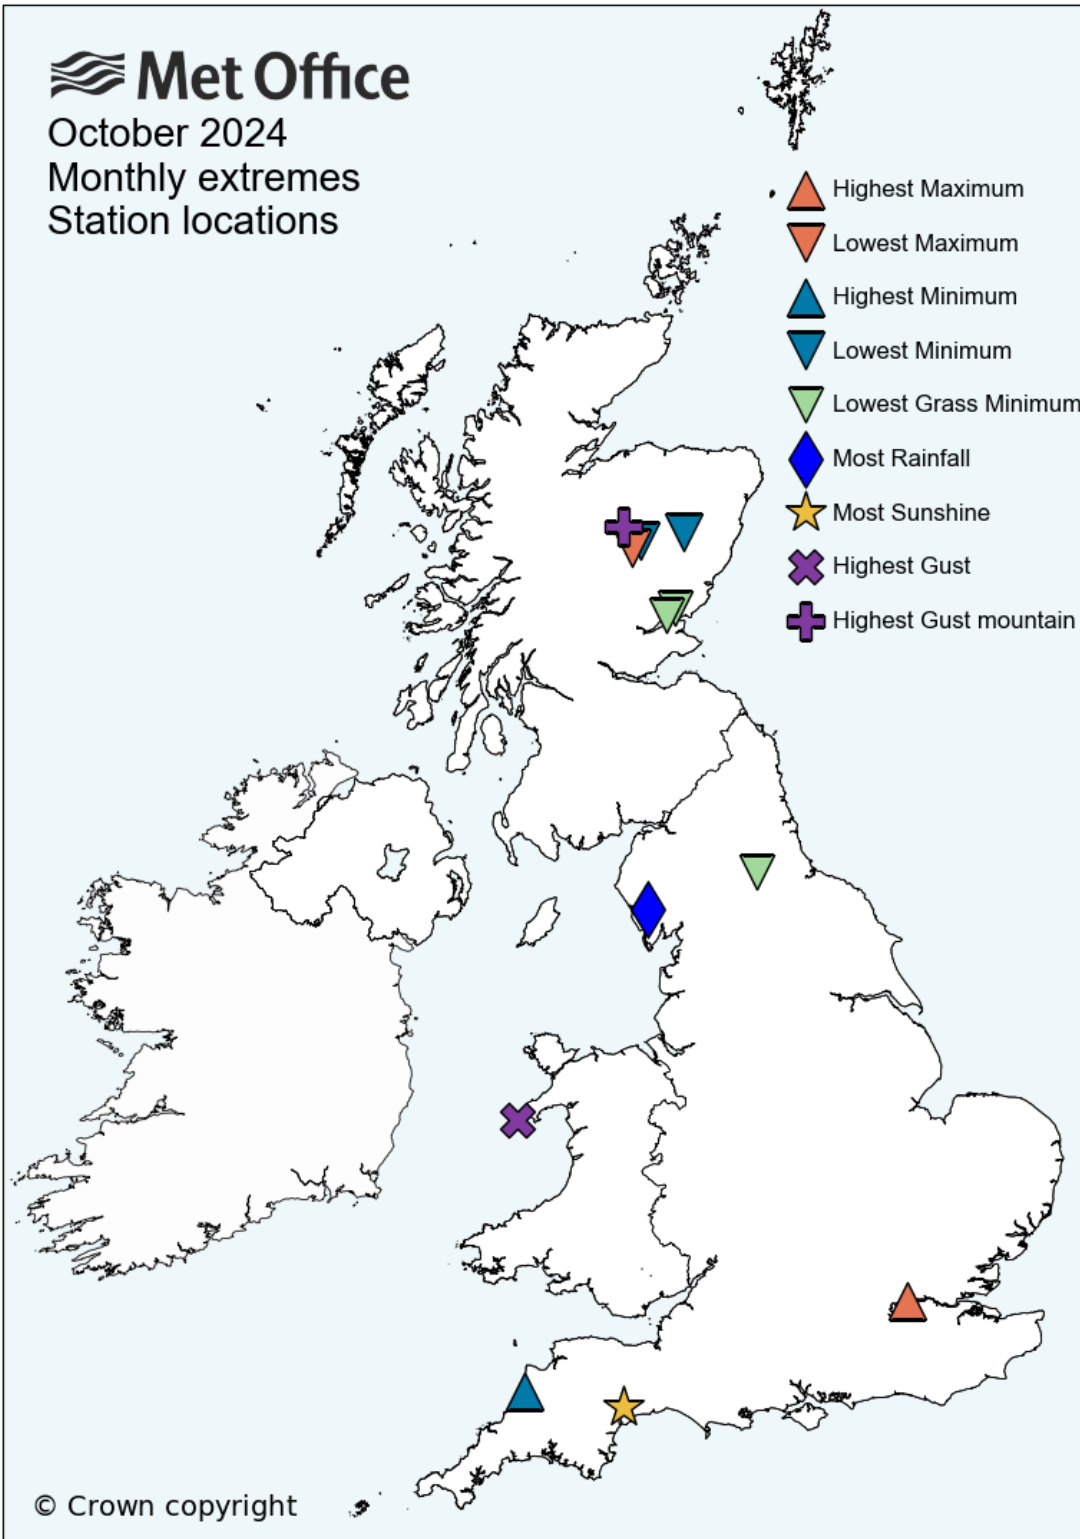 Met Office
October 2024
Monthly extremes
Station locations
Highest Maximum
Lowest Maximum
Highest Minimum
Lowest Minimum
Lowest Grass Minimum
Most Rainfall
Most Sunshine
Highest Gust
Highest Gust mountain
© Crown copyright